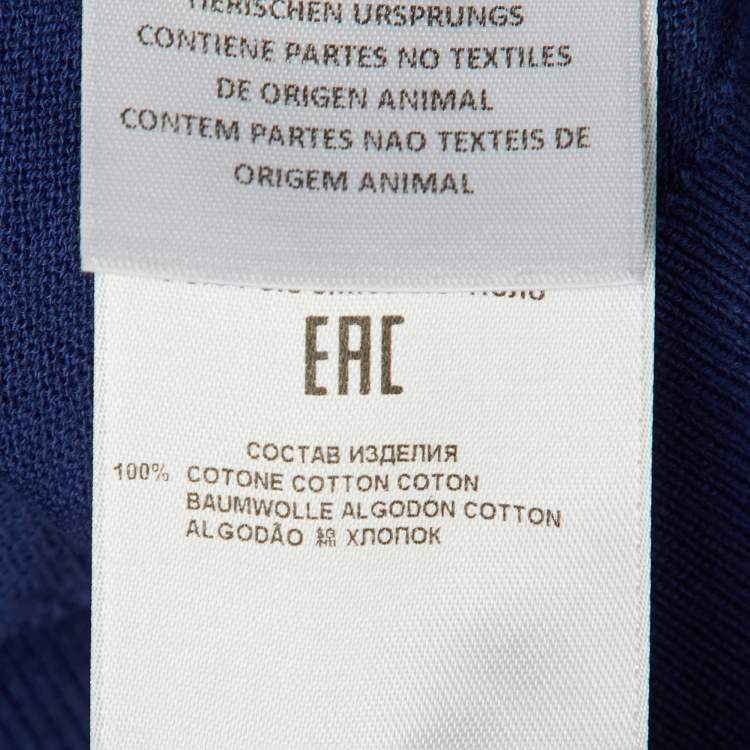 TIERISCHEN URSPRUNGS
CONTIENE PARTES NO TEXTILES
DE ORIGEN ANIMAL
CONTEM PARTES NAO TEXTEIS DE
ORIGEM ANIMAL
EAC
СОСТАВ ИЗДЕЛИЯ
100% COTONE COTTON COTON
BAUMWOLLE ALGODÓN COTTON
ALGODÃO 綿 ХЛОПОК